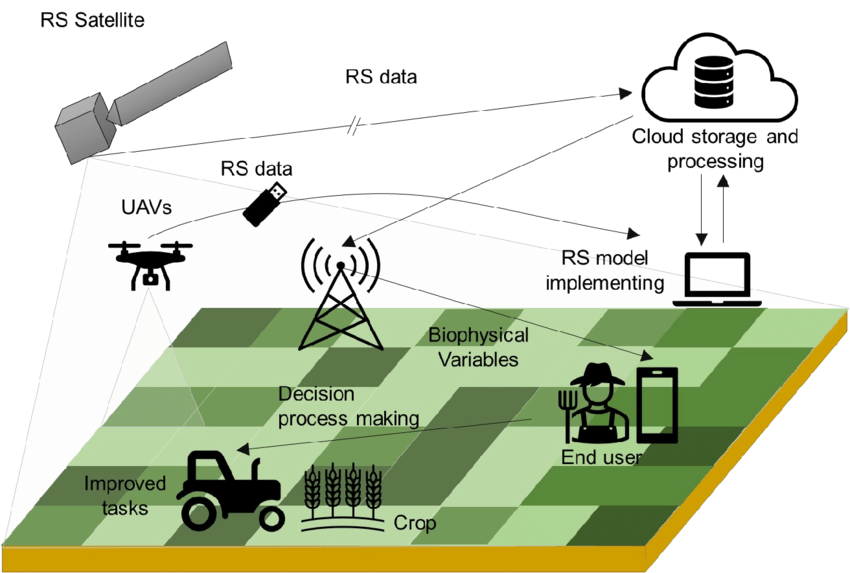 RS Satellite
RS data
Cloud storage and
processing
RS data
UAVs
RS model
implementing
Biophysical
Variables
Decision
process making
End user
Improved
tasks
Crop